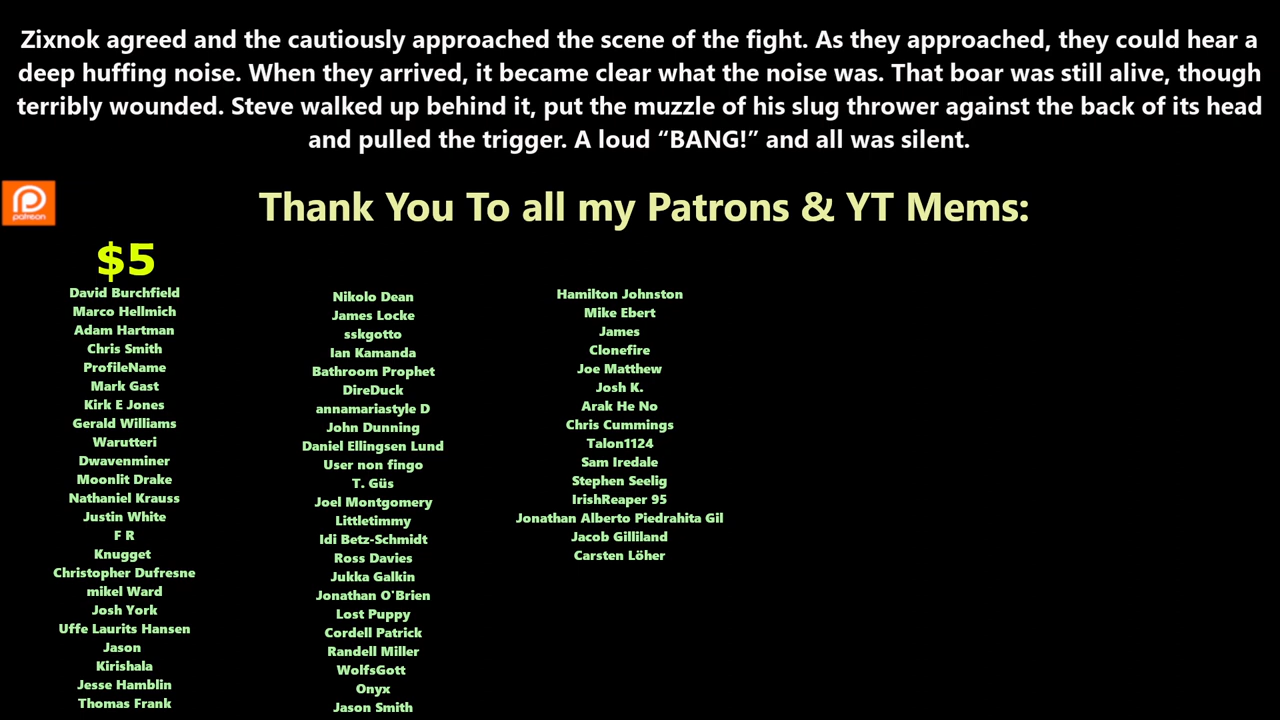 Zixnok agreed and the cautiously approached the scene of the fight. As they approached, they could hear a
deep huffing noise. When they arrived, it became clear what the noise was. That boar was still alive, though
terribly wounded. Steve walked up behind it, put the muzzle of his slug thrower against the back of its head
and pulled the trigger. A loud “BANG!” and all was silent.
patreon
Thank You To all my Patrons & YT Mems:
$5
David Burchfield
Marco Hellmich
Adam Hartman
Chris Smith
ProfileName
Mark Gast
Kirk E Jones
Gerald Williams
Warutteri
Dwavenminer
Moonlit Drake
Nathaniel Krauss
Justin White
F R
Knugget
Christopher Dufresne
mikel Ward
Josh York
Uffe Laurits Hansen
Jason
Kirishala
Jesse Hamblin
Thomas Frank
Nikolo Dean
James Locke
sskgotto
Ian Kamanda
Bathroom Prophet
DireDuck
annamariastyle D
John Dunning
Daniel Ellingsen Lund
User non fingo
T. Güs
Joel Montgomery
Littletimmy
Idi Betz-Schmidt
Ross Davies
Jukka Galkin
Jonathan O'Brien
Lost Puppy
Cordell Patrick
Randell Miller
WolfsGott
Onyx
Jason Smith
Hamilton Johnston
Mike Ebert
James
Clonefire
Joe Matthew
Josh K.
Arak He No
Chris Cummings
Talon1124
Sam Iredale
Stephen Seelig
IrishReaper 95
Jonathan Alberto Piedrahita Gil
Jacob Gilliland
Carsten Löher